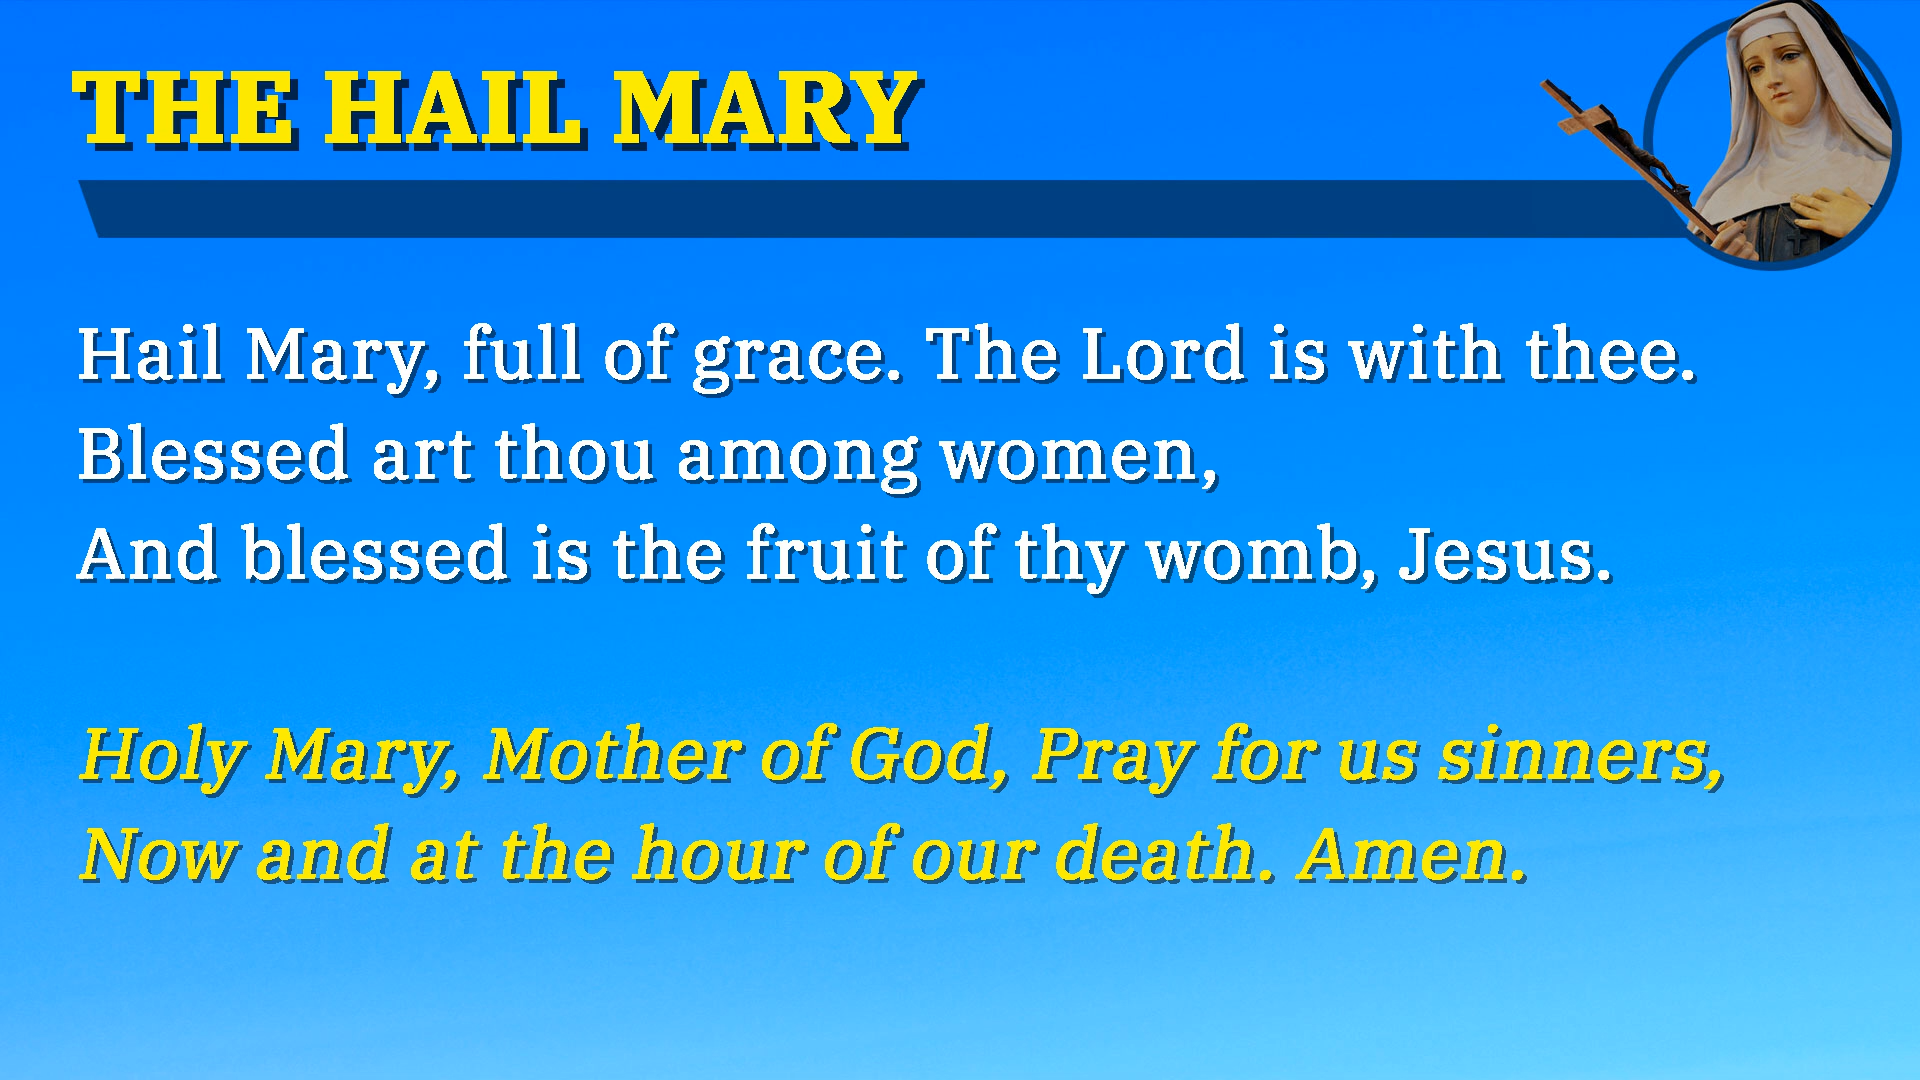 THE HAIL MARY
Hail Mary, full of grace. The Lord is with thee.
Blessed art thou among women,
And blessed is the fruit of thy womb, Jesus.
Holy Mary, Mother of God, Pray for us sinners,
Now and at the hour of our death. Amen.